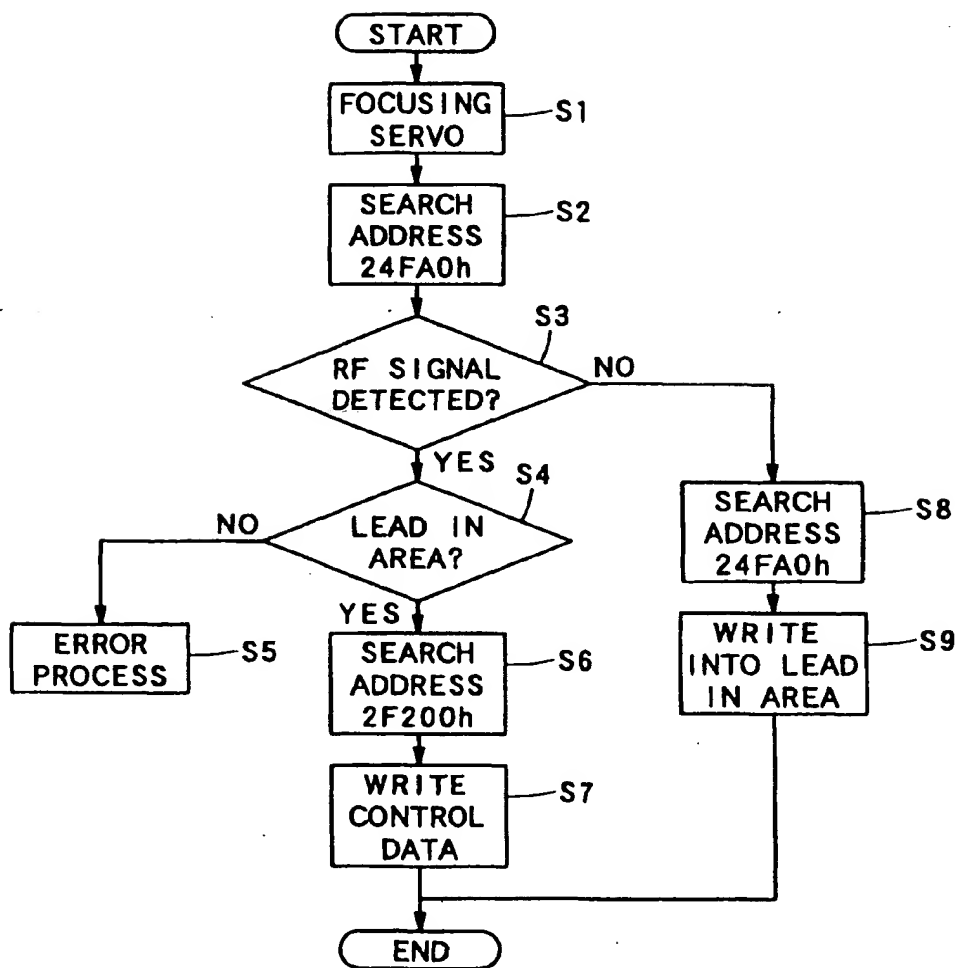 START
FOCUSING
SERVO
S1
SEARCH
ADDRESS
24FA0h
S2
RF SIGNAL
DETECTED?
S3
NO
YES
LEAD IN
AREA?
S4
NO
YES
ERROR
PROCESS
S5
SEARCH
ADDRESS
2F200h
S6
WRITE
CONTROL
DATA
S7
SEARCH
ADDRESS
24FA0h
S8
WRITE
INTO LEAD
IN AREA
S9
END